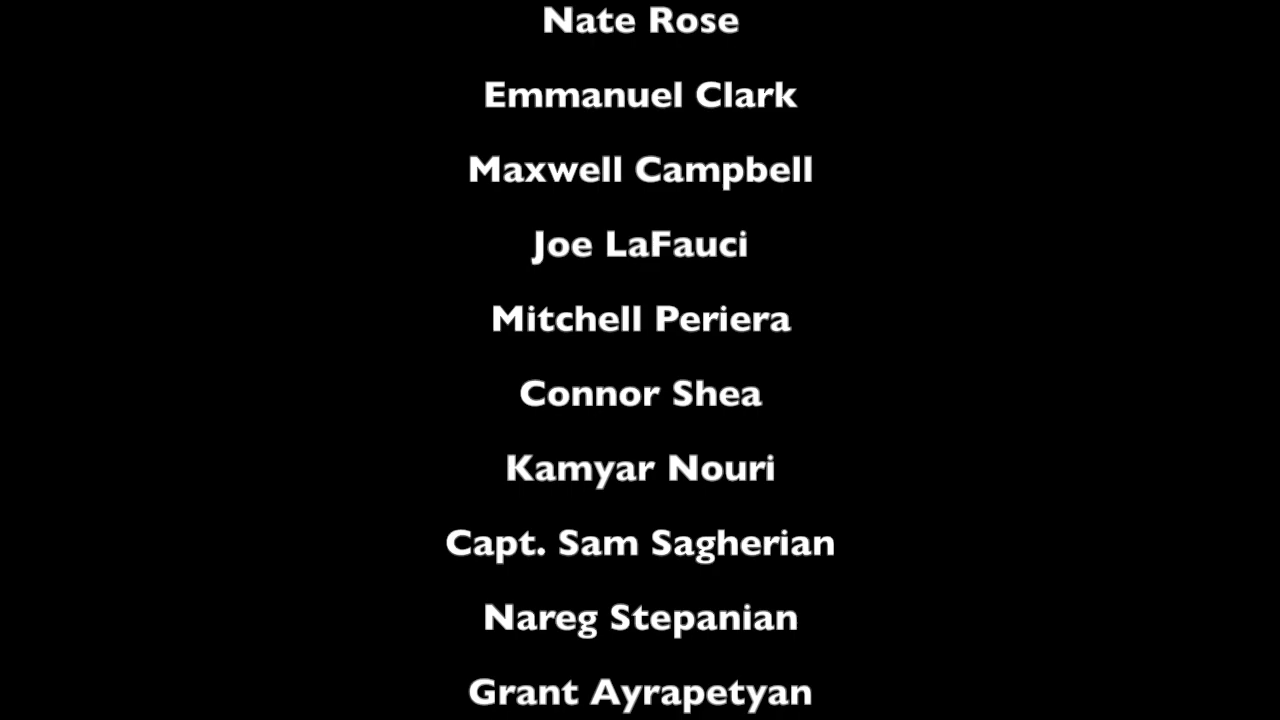 Nate Rose
Emmanuel Clark
Maxwell Campbell
Joe LaFauci
Mitchell Periera
Connor Shea
Kamyar Nouri
Capt. Sam Sagherian
Nareg Stepanian
Grant Ayrapetyan